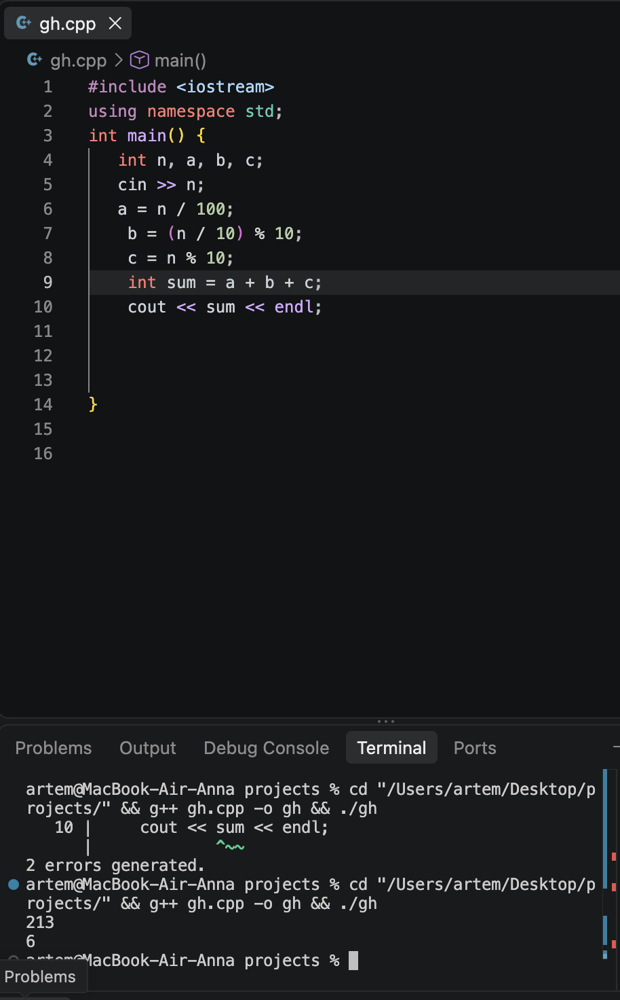 gh.cpp
gh.cpp > main()
1 #include <iostream>
2 using namespace std;
3 int main() {
4 int n, a, b, c;
5 cin >> n;
6 a = n / 100;
7 b = (n / 10) % 10;
8 c = n % 10;
9 int sum = a + b + c;
10 cout << sum << endl;
11
12
13
14 }
15
16
Problems Output Debug Console Terminal Ports
artem@MacBook-Air-Anna projects % cd "/Users/artem/Desktop/p
rojects/" && g++ gh.cpp -o gh && ./gh
10 | cout << sum << endl;
| ^~~
2 errors generated.
artem@MacBook-Air-Anna projects % cd "/Users/artem/Desktop/p
rojects/" && g++ gh.cpp -o gh && ./gh
213
6
artem@MacBook-Air-Anna projects %
Problems